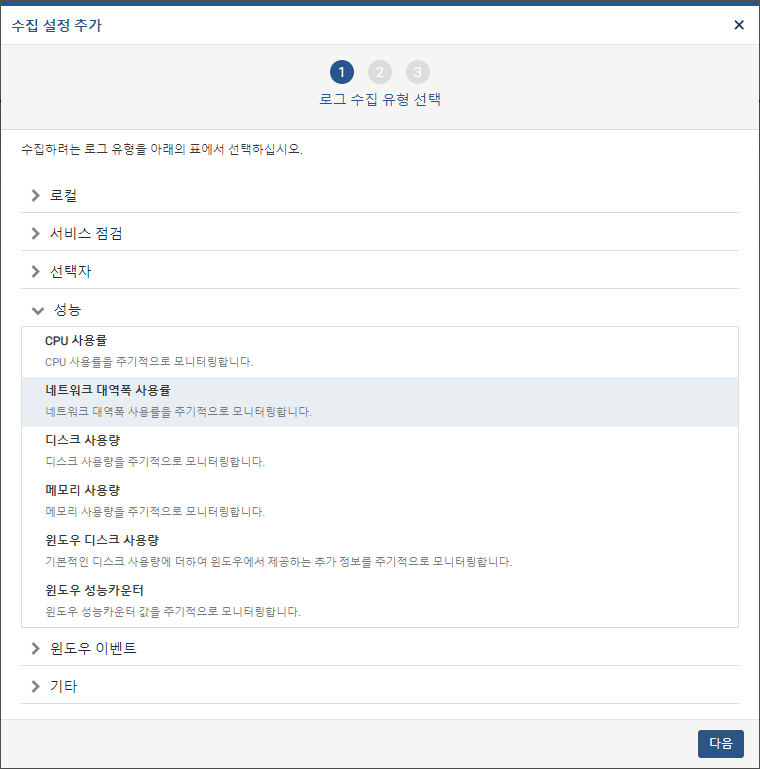 수집 설정 추가
1 2 3
로그 수집 유형 선택
수집하려는 로그 유형을 아래의 표에서 선택하십시오.
로컬
서비스 점검
선택자
성능
CPU 사용률
CPU 사용률을 주기적으로 모니터링합니다.
네트워크 대역폭 사용률
네트워크 대역폭 사용률을 주기적으로 모니터링합니다.
디스크 사용량
디스크 사용량을 주기적으로 모니터링합니다.
메모리 사용량
메모리 사용량을 주기적으로 모니터링합니다.
윈도우 디스크 사용량
기본적인 디스크 사용량에 더하여 윈도우에서 제공하는 추가 정보를 주기적으로 모니터링합니다.
윈도우 성능카운터
윈도우 성능카운터 값을 주기적으로 모니터링합니다.
윈도우 이벤트
기타
다음